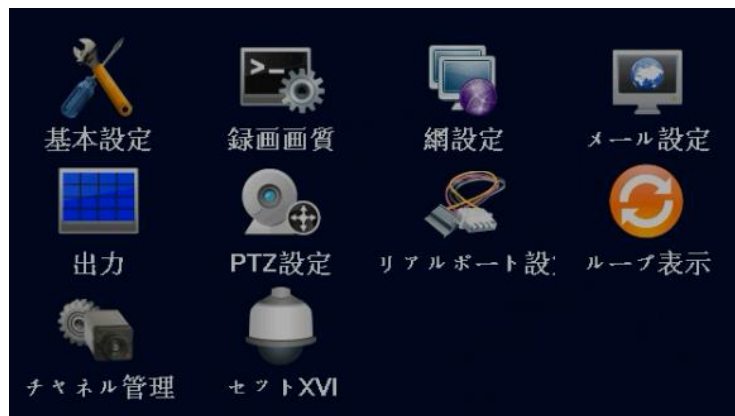 基本設定
録画画質
網設定
メール設定
出力
PTZ設定
リアルポート設
ループ表示
チャネル管理
セットXVI